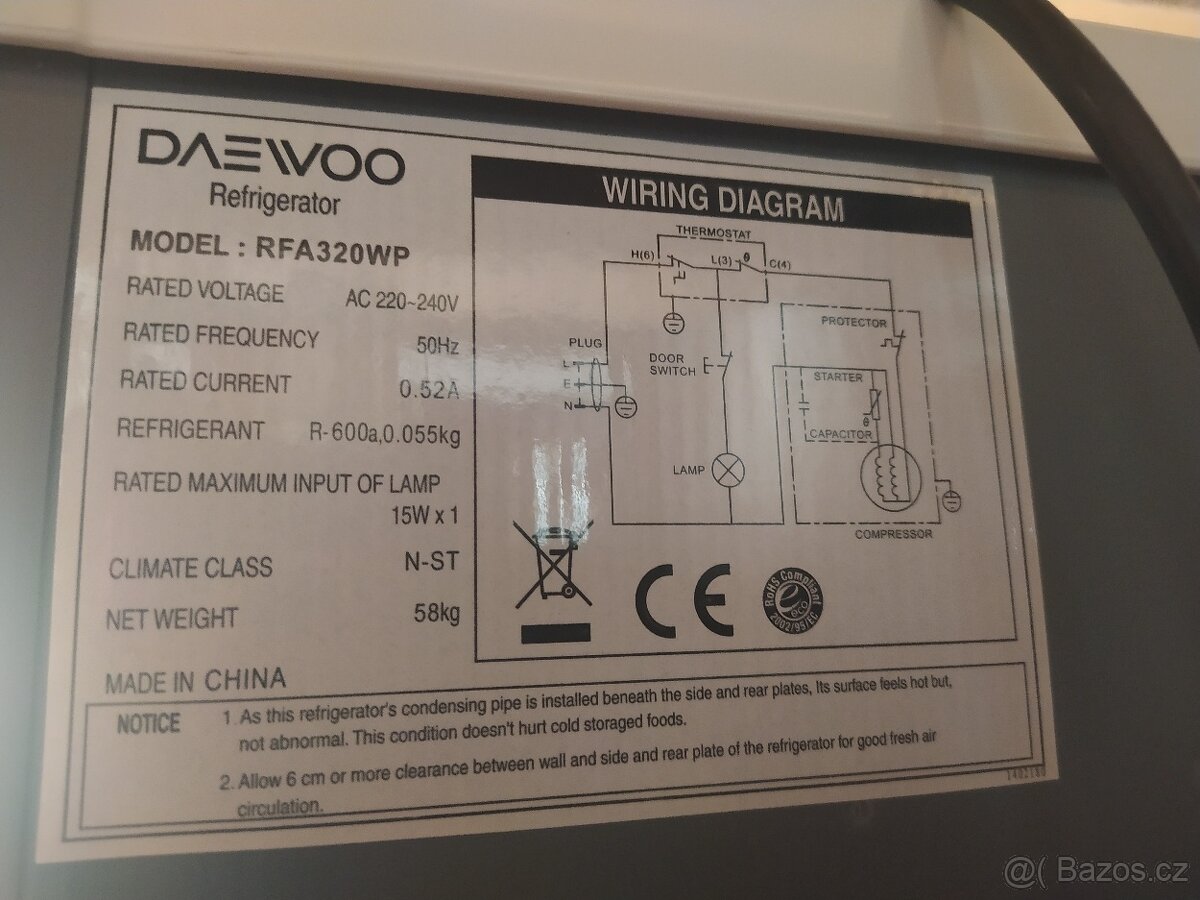 DAEWOO
Refrigerator
MODEL : RFA320WP
RATED VOLTAGE AC 220~240V
RATED FREQUENCY 50Hz
RATED CURRENT 0.52A
REFRIGERANT R-600a,0.055kg
RATED MAXIMUM INPUT OF LAMP
15W x 1
CLIMATE CLASS N-ST
NET WEIGHT 58kg
MADE IN CHINA
WIRING DIAGRAM
THERMOSTAT
H(6) L(3) θ C(4)
PROTECTOR
PLUG
L
E
N
DOOR
SWITCH
STARTER
θ
CAPACITOR
LAMP
COMPRESSOR
CE
RoHS Compliant
e
eco
2002/95/EC
NOTICE
1. As this refrigerator's condensing pipe is installed beneath the side and rear plates, Its surface feels hot but,
not abnormal. This condition doesn't hurt cold storaged foods.
2. Allow 6 cm or more clearance between wall and side and rear plate of the refrigerator for good fresh air
circulation.
@( Bazos.cz